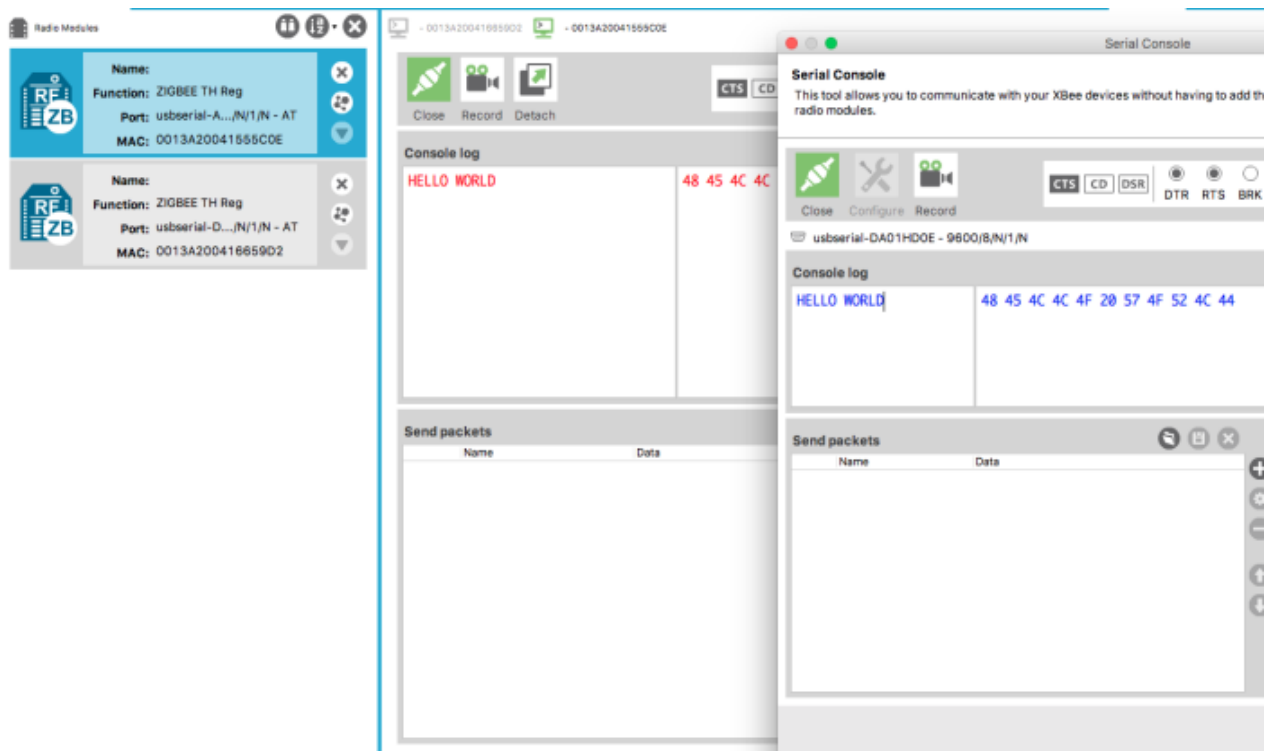 Radio Modules
RF
ZB
Name:
Function: ZIGBEE TH Reg
Port: usbserial-A.../N/1/N - AT
MAC: 0013A20041555C0E
RF
ZB
Name:
Function: ZIGBEE TH Reg
Port: usbserial-D.../N/1/N - AT
MAC: 0013A200416659D2
- 0013A200416659D2 - 0013A20041555C0E
Close Record Detach
CTS CD
Console log
HELLO WORLD 48 45 4C 4C
Send packets
Name Data
Serial Console
Serial Console
This tool allows you to communicate with your XBee devices without having to add th
radio modules.
Close Configure Record
CTS CD DSR DTR RTS BRK
usbserial-DA01HDOE - 9600/8/N/1/N
Console log
HELLO WORLD 48 45 4C 4C 4F 20 57 4F 52 4C 44
Send packets
Name Data